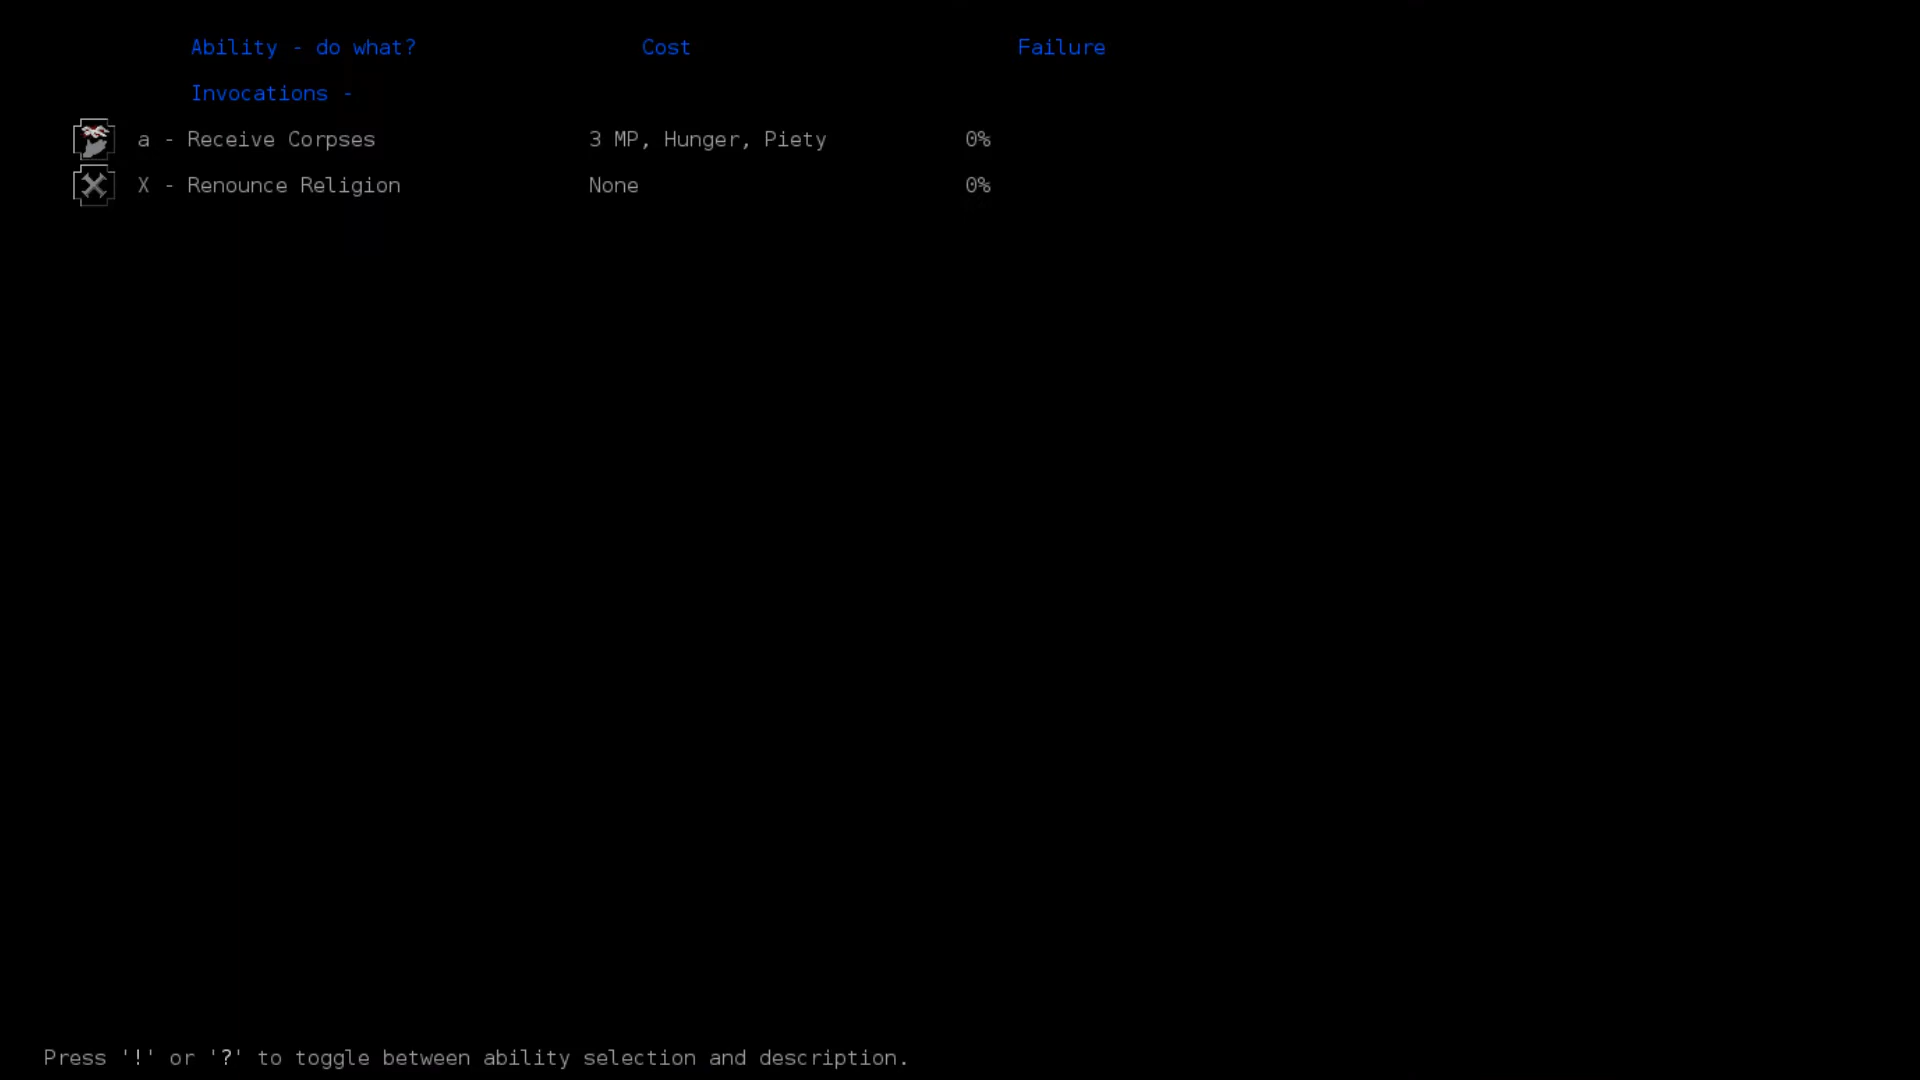 Ability - do what? Cost Failure
Invocations -
a - Receive Corpses 3 MP, Hunger, Piety 0%
X - Renounce Religion None 0%
Press '!' or '?' to toggle between ability selection and description.